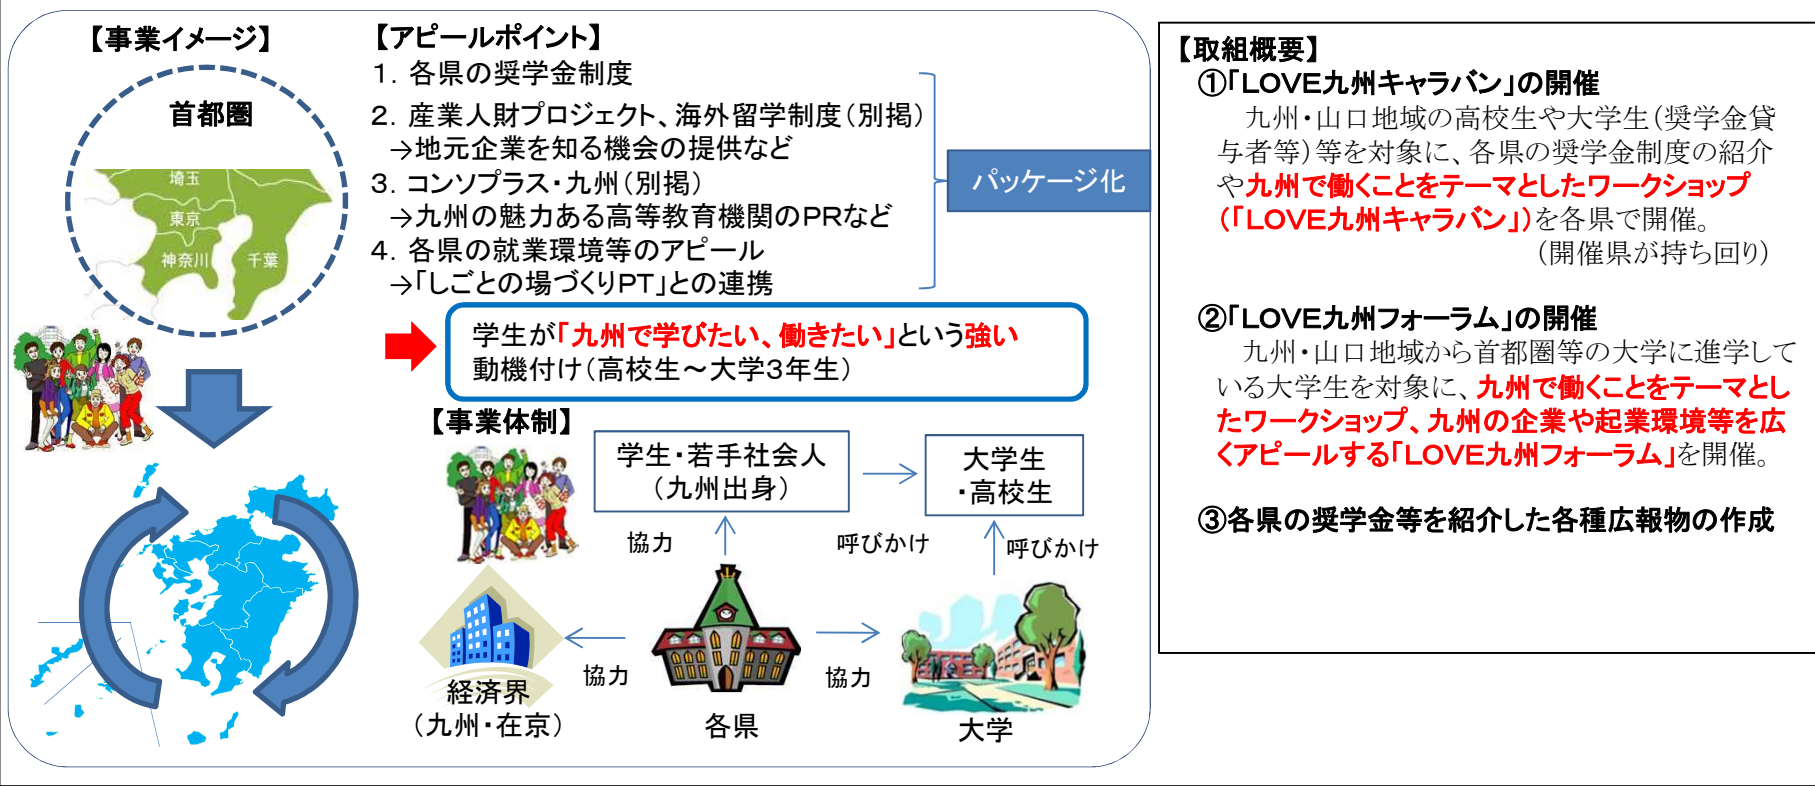 【事業イメージ】
首都圏
埼玉
東京
神奈川
千葉
【アピールポイント】
1. 各県の奨学金制度
2. 産業人財プロジェクト、海外留学制度(別掲)
→地元企業を知る機会の提供など
3. コンソプラス・九州(別掲)
→九州の魅力ある高等教育機関のPRなど
4. 各県の就業環境等のアピール
→「しごとの場づくりPT」との連携
パッケージ化
学生が「九州で学びたい、働きたい」という強い
動機付け(高校生~大学3年生)
【事業体制】
学生・若手社会人
(九州出身)
大学生
・高校生
協力
呼びかけ
呼びかけ
協力
協力
経済界
(九州・在京)
各県
大学
【取組概要】
①「LOVE九州キャラバン」の開催
九州・山口地域の高校生や大学生(奨学金貸
与者等)等を対象に、各県の奨学金制度の紹介
や九州で働くことをテーマとしたワークショップ
(「LOVE九州キャラバン」)を各県で開催。
(開催県が持ち回り)
②「LOVE九州フォーラム」の開催
九州・山口地域から首都圏等の大学に進学して
いる大学生を対象に、九州で働くことをテーマとし
たワークショップ、九州の企業や起業環境等を広
くアピールする「LOVE九州フォーラム」を開催。
③各県の奨学金等を紹介した各種広報物の作成